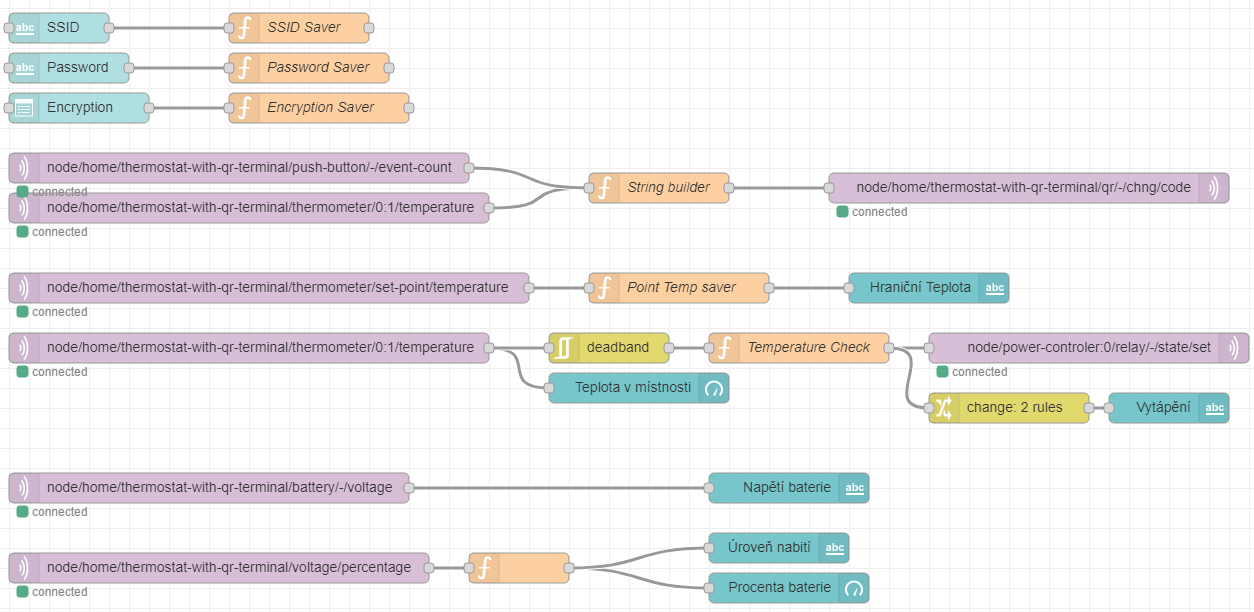 abc SSID SSID Saver
abc Password Password Saver
Encryption Encryption Saver
node/home/thermostat-with-qr-terminal/push-button/-/event-count
connected
String builder
node/home/thermostat-with-qr-terminal/qr/-/chng/code
connected
node/home/thermostat-with-qr-terminal/thermometer/0:1/temperature
connected
node/home/thermostat-with-qr-terminal/thermometer/set-point/temperature Point Temp saver Hraniční Teplota abc
connected
node/home/thermostat-with-qr-terminal/thermometer/0:1/temperature deadband Temperature Check node/power-controler:0/relay/-/state/set
connected connected
Teplota v místnosti
change: 2 rules Vytápění abc
node/home/thermostat-with-qr-terminal/battery/-/voltage Napětí baterie abc
connected
Úroveň nabití abc
node/home/thermostat-with-qr-terminal/voltage/percentage
connected
Procenta baterie